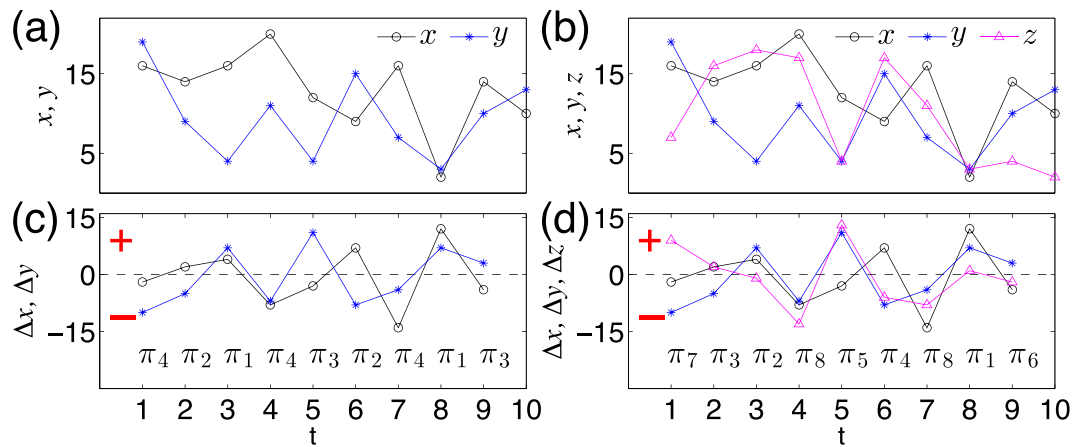 (a)
x y
x, y
15
5
(b)
x y z
x, y, z
15
5
(c)
Δx, Δy
15
0
−15
+
−
π₄ π₂ π₁ π₄ π₃ π₂ π₄ π₁ π₃
1 2 3 4 5 6 7 8 9 10
t
(d)
Δx, Δy, Δz
15
0
−15
+
−
π₇ π₃ π₂ π₈ π₅ π₄ π₈ π₁ π₆
1 2 3 4 5 6 7 8 9 10
t